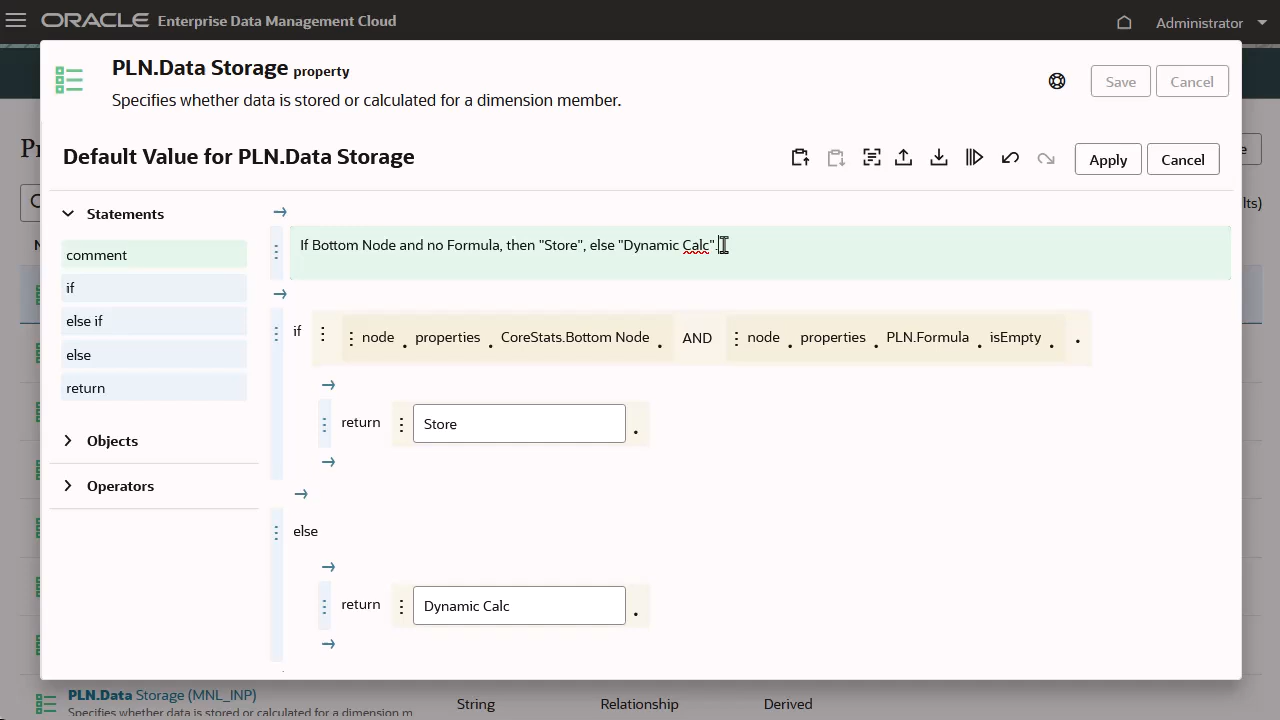 ORACLE Enterprise Data Management Cloud
Administrator
PLN.Data Storage property
Specifies whether data is stored or calculated for a dimension member.
Save
Cancel
Default Value for PLN.Data Storage
Apply
Cancel
Statements
comment
if
else if
else
return
Objects
Operators
If Bottom Node and no Formula, then "Store", else "Dynamic Calc".
if node . properties . CoreStats.Bottom Node . AND node . properties . PLN.Formula isEmpty . .
return Store .
else
return Dynamic Calc .
PLN.Data Storage (MNL_INP) String Relationship Derived
Specifies whether data is stored or calculated for a dimension m